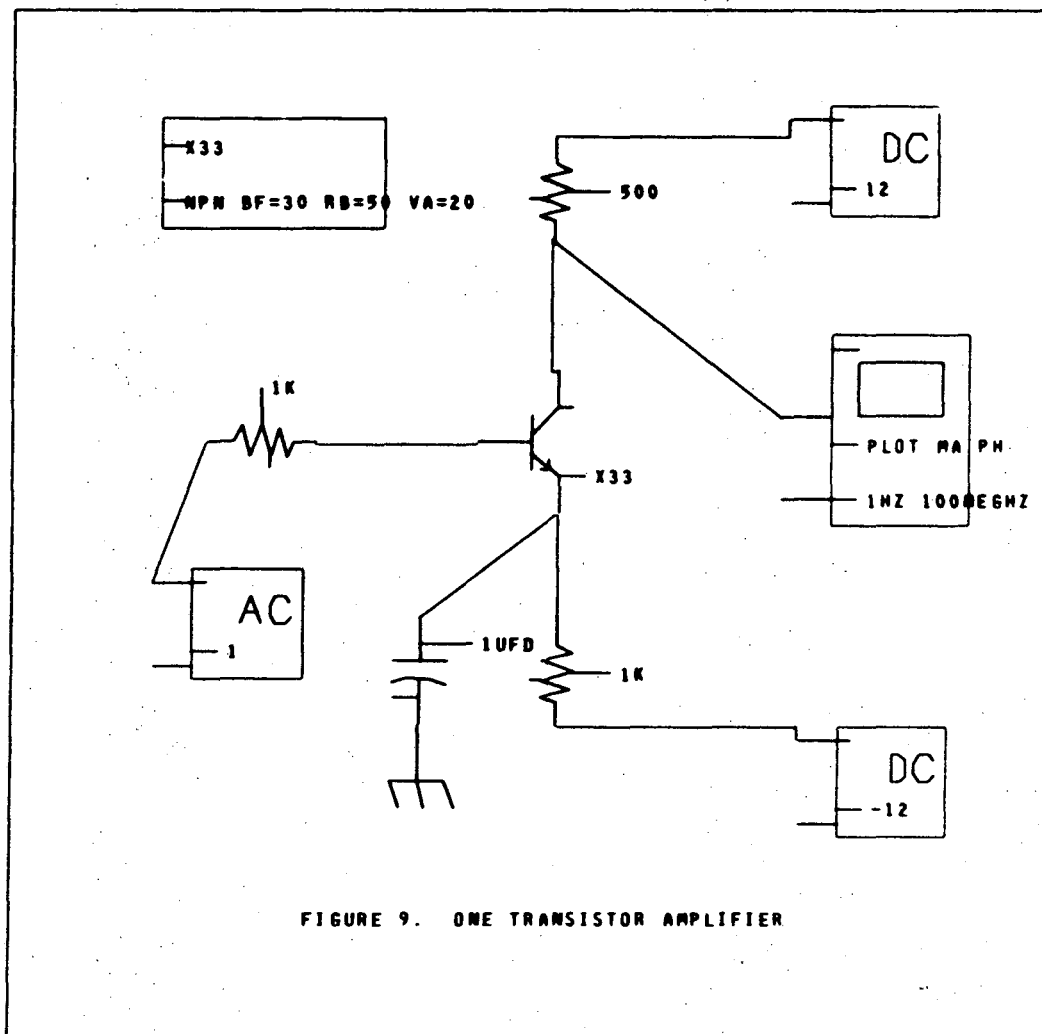 X33
NPN BF=30 RB=50 VA=20
500
DC
12
1K
X33
PLOT MA PH
1HZ 100MEGHZ
AC
1
1UFD
1K
DC
-12
FIGURE 9. ONE TRANSISTOR AMPLIFIER